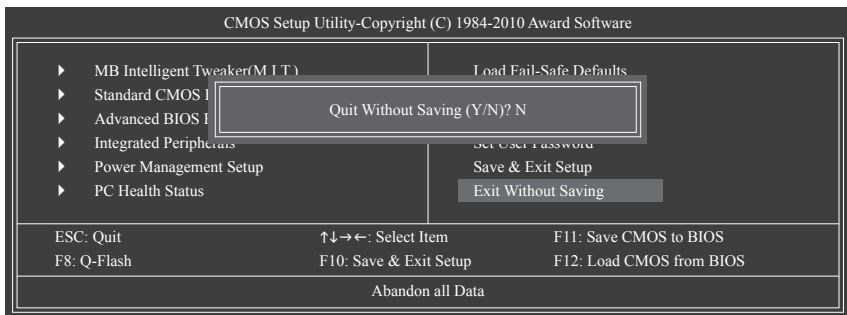 CMOS Setup Utility-Copyright (C) 1984-2010 Award Software
MB Intelligent Tweaker(M.I.T.)
Standard CMOS
Advanced BIOS
Integrated Peripherals
Power Management Setup
PC Health Status
Load Fail-Safe Defaults
Set User Password
Save & Exit Setup
Exit Without Saving
Quit Without Saving (Y/N)? N
ESC: Quit ↑↓→←: Select Item F11: Save CMOS to BIOS
F8: Q-Flash F10: Save & Exit Setup F12: Load CMOS from BIOS
Abandon all Data